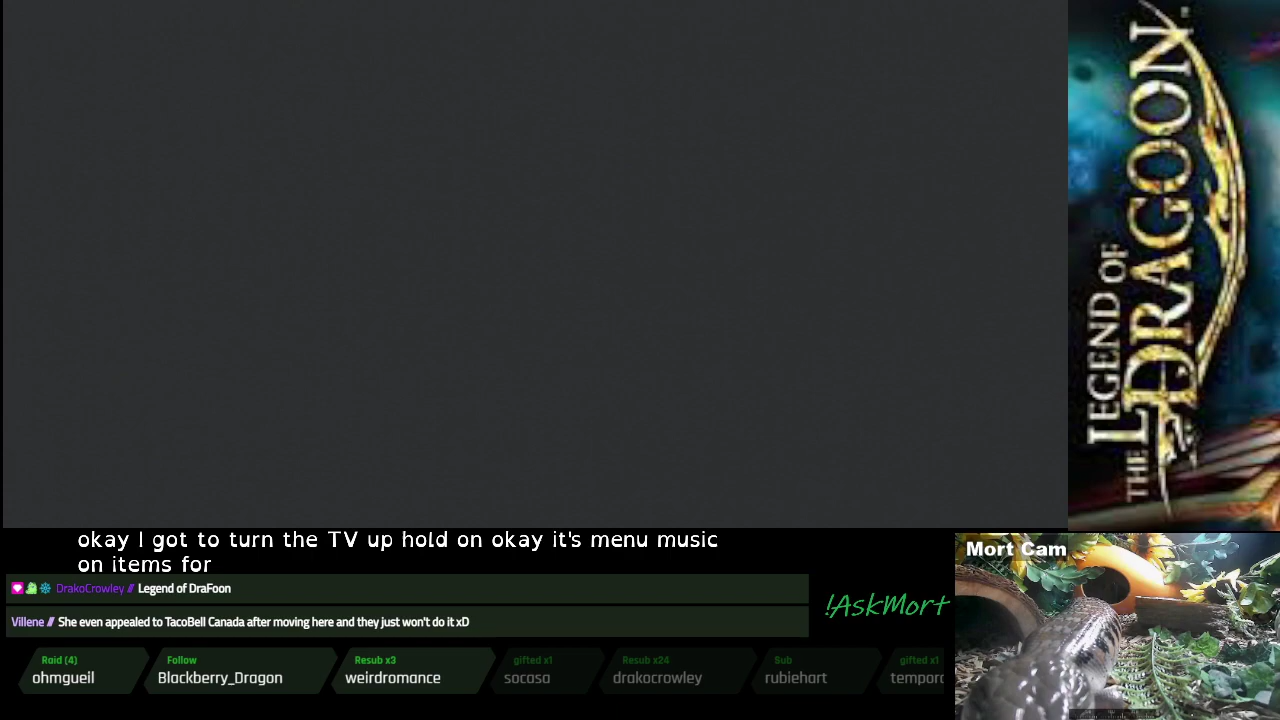 THE LEGEND OF
DRAGOON
okay I got to turn the TV up hold on okay it's menu music
on items for
DrakoCrowley // Legend of DraFoon
Villene // She even appealed to TacoBell Canada after moving here and they just won't do it xD
!AskMort
Mort Cam
Raid (4)
ohmgueil
Follow
Blackberry_Dragon
Resub x3
weirdromance
gifted x1
socasa
Resub x24
drakocrowley
Sub
rubiehart
gifted x1
temporc